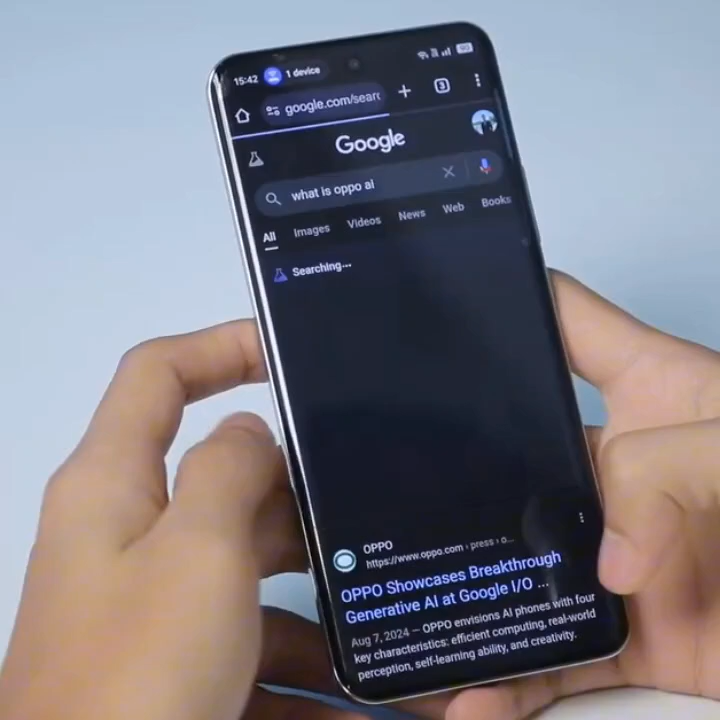 15:42 1 device 90
google.com/searc 3
Google
what is oppo ai
All Images Videos News Web Books
Searching...
OPPO
https://www.oppo.com › press › o...
OPPO Showcases Breakthrough
Generative AI at Google I/O ...
Aug 7, 2024 — OPPO envisions AI phones with four
key characteristics: efficient computing, real-world
perception, self-learning ability, and creativity.